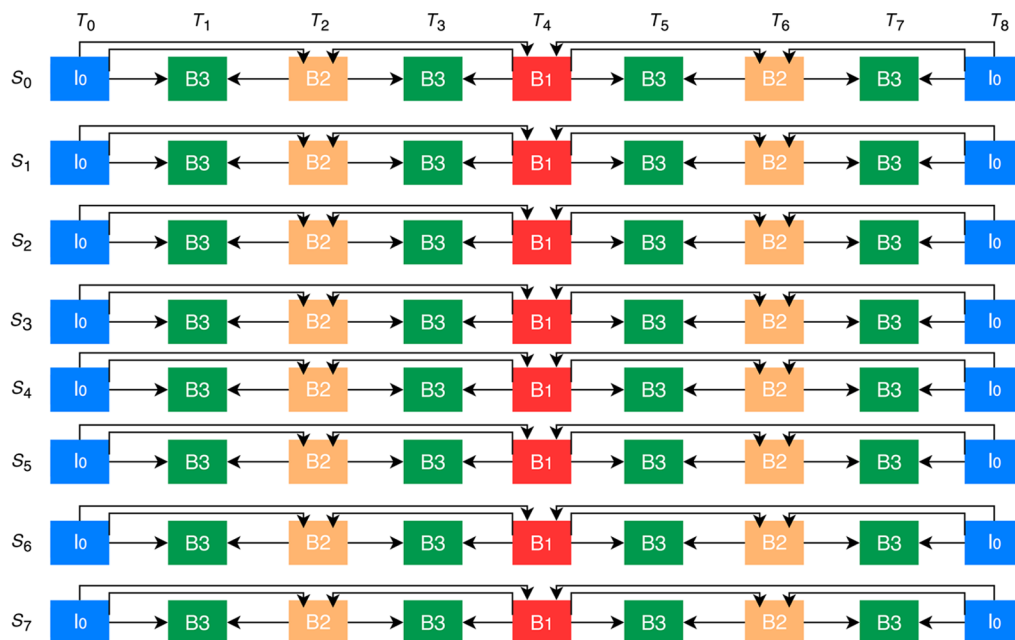 T0 T1 T2 T3 T4 T5 T6 T7 T8
S0 I0 B3 B2 B3 B1 B3 B2 B3 I0
S1 I0 B3 B2 B3 B1 B3 B2 B3 I0
S2 I0 B3 B2 B3 B1 B3 B2 B3 I0
S3 I0 B3 B2 B3 B1 B3 B2 B3 I0
S4 I0 B3 B2 B3 B1 B3 B2 B3 I0
S5 I0 B3 B2 B3 B1 B3 B2 B3 I0
S6 I0 B3 B2 B3 B1 B3 B2 B3 I0
S7 I0 B3 B2 B3 B1 B3 B2 B3 I0